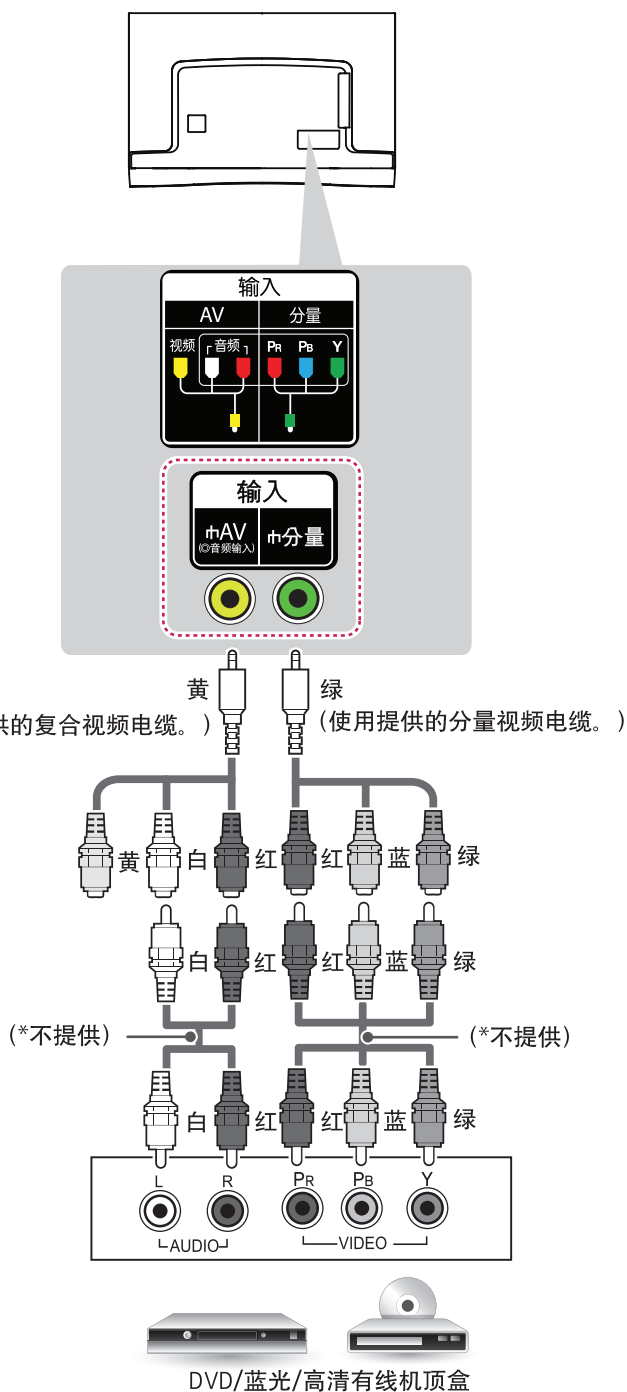 输入
AV 分量
视频 ┌音频┐ PR PB Y
输入
AV 分量
(◎音频输入)
黄 绿
供的复合视频电缆。) (使用提供的分量视频电缆。)
黄 白 红 红 蓝 绿
白 红 红 蓝 绿
(*不提供) (*不提供)
白 红 红 蓝 绿
L R PR PB Y
AUDIO VIDEO
DVD/蓝光/高清有线机顶盒